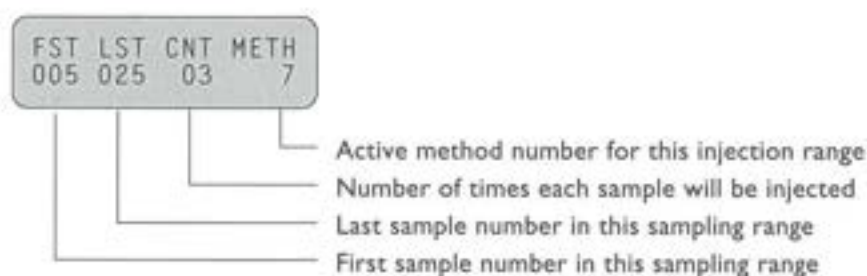 FST LST CNT METH
005 025 03 7
Active method number for this injection range
Number of times each sample will be injected
Last sample number in this sampling range
First sample number in this sampling range